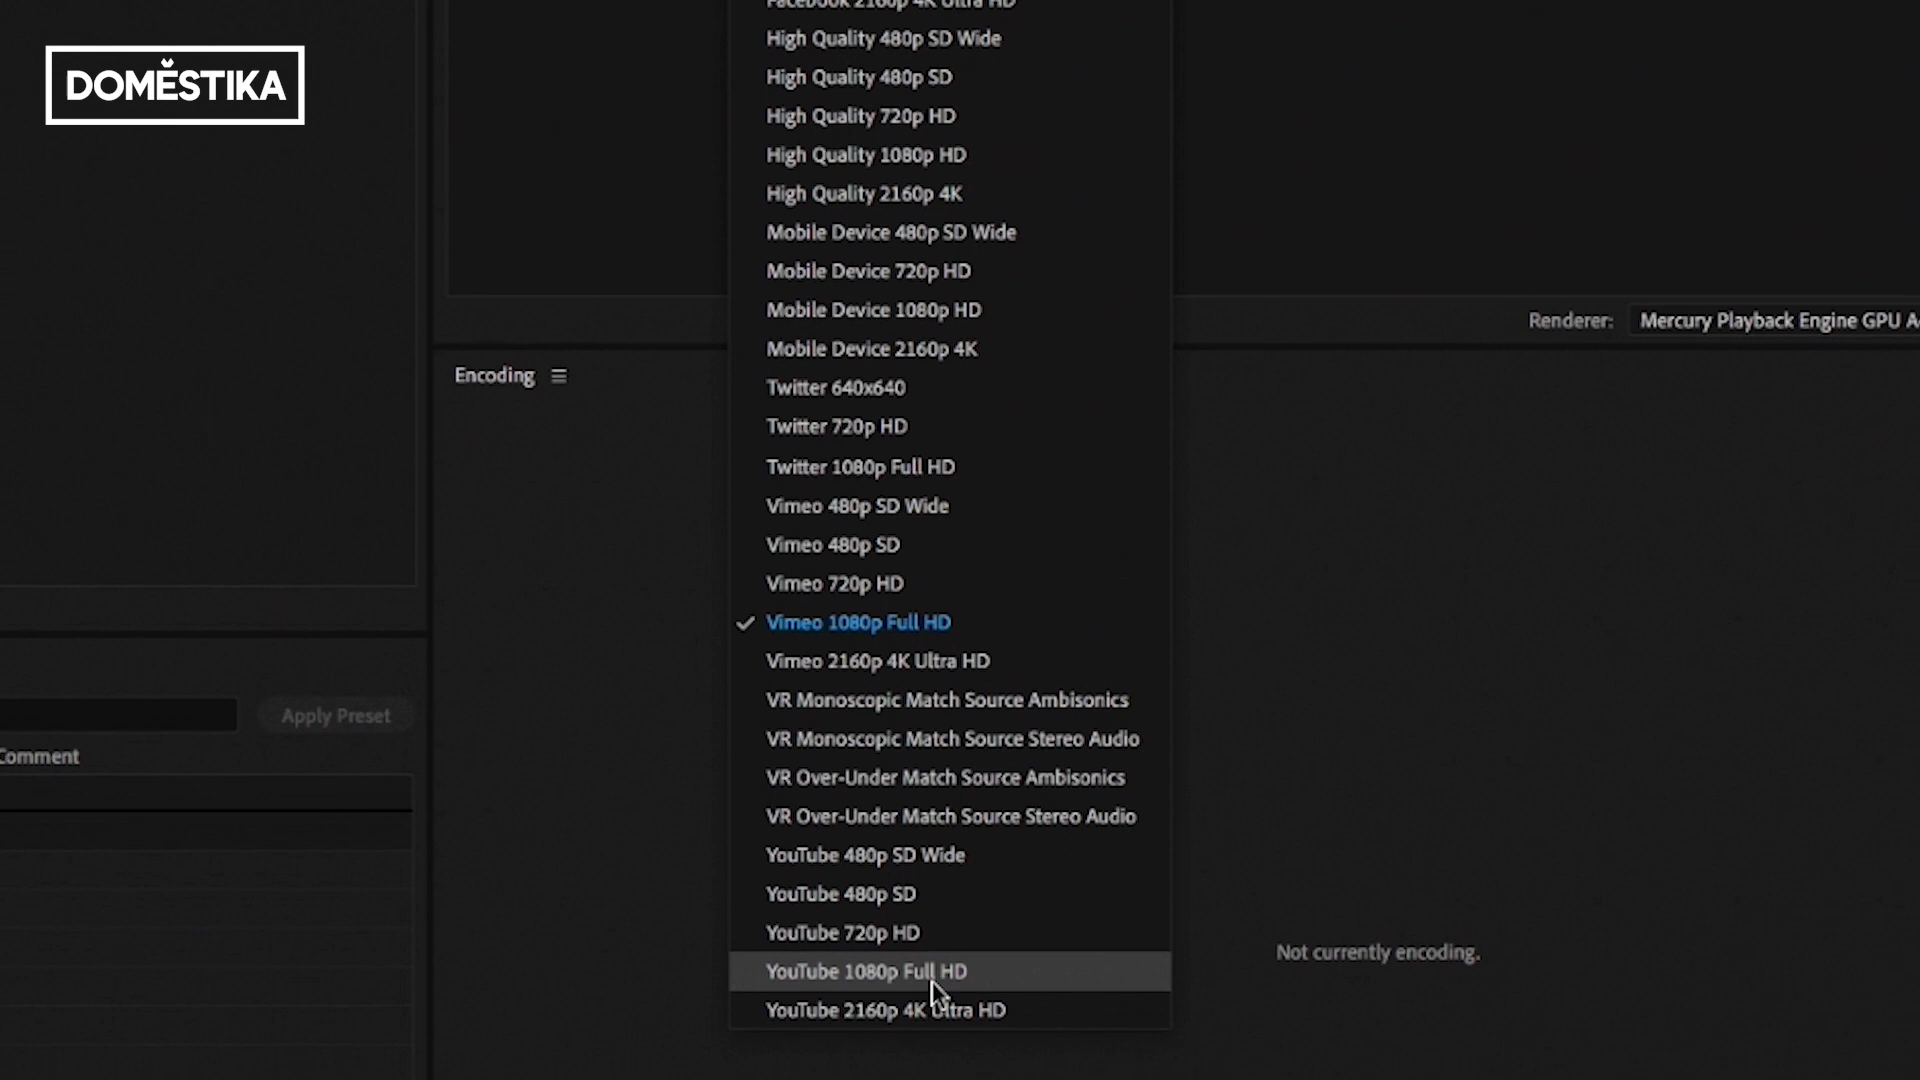 DOMĚSTIKA
Facebook 2160p 4K Ultra HD
High Quality 480p SD Wide
High Quality 480p SD
High Quality 720p HD
High Quality 1080p HD
High Quality 2160p 4K
Mobile Device 480p SD Wide
Mobile Device 720p HD
Mobile Device 1080p HD
Mobile Device 2160p 4K
Twitter 640x640
Twitter 720p HD
Twitter 1080p Full HD
Vimeo 480p SD Wide
Vimeo 480p SD
Vimeo 720p HD
Vimeo 1080p Full HD
Vimeo 2160p 4K Ultra HD
VR Monoscopic Match Source Ambisonics
VR Monoscopic Match Source Stereo Audio
VR Over-Under Match Source Ambisonics
VR Over-Under Match Source Stereo Audio
YouTube 480p SD Wide
YouTube 480p SD
YouTube 720p HD
YouTube 1080p Full HD
YouTube 2160p 4K Ultra HD
Renderer: Mercury Playback Engine GPU A
Encoding
Apply Preset
Comment
Not currently encoding.